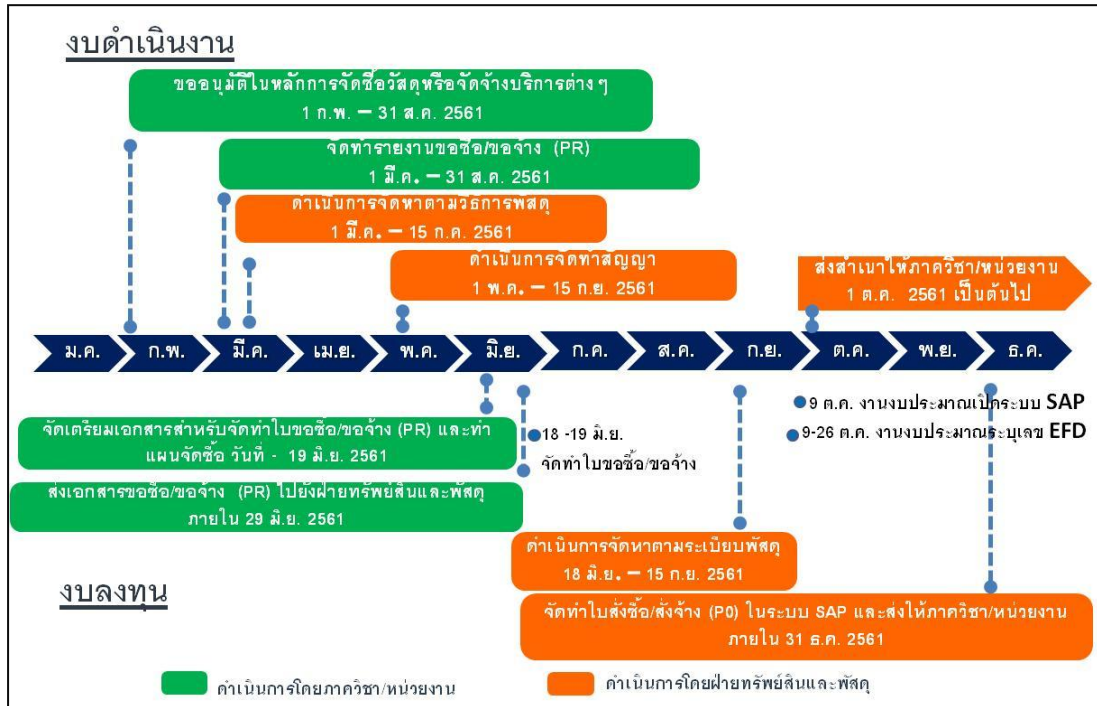 งบดำเนินงาน
ขออนุมัติในหลักการจัดซื้อวัสดุหรือจัดจ้างบริการต่างๆ
1 ก.พ. – 31 ส.ค. 2561
จัดทำรายงานขอซื้อ/ขอจ้าง (PR)
1 มี.ค. – 31 ส.ค. 2561
ดำเนินการจัดหาตามวิธีการพัสดุ
1 มี.ค. – 15 ก.ค. 2561
ดำเนินการจัดทำสัญญา
1 พ.ค. – 15 ก.ย. 2561
ส่งสำเนาให้ภาควิชา/หน่วยงาน
1 ต.ค. 2561 เป็นต้นไป
ม.ค. ก.พ. มี.ค. เม.ย. พ.ค. มิ.ย. ก.ค. ส.ค. ก.ย. ต.ค. พ.ย. ธ.ค.
จัดเตรียมเอกสารสำหรับจัดทำใบขอซื้อ/ขอจ้าง (PR) และทำ
แผนจัดซื้อ วันที่ - 19 มิ.ย. 2561
18 -19 มิ.ย.
จัดทำใบขอซื้อ/ขอจ้าง
9 ต.ค. งานงบประมาณเปิดระบบ SAP
9-26 ต.ค. งานงบประมาณระบุเลข EFD
ส่งเอกสารขอซื้อ/ขอจ้าง (PR) ไปยังฝ่ายทรัพย์สินและพัสดุ
ภายใน 29 มิ.ย. 2561
ดำเนินการจัดหาตามระเบียบพัสดุ
18 มิ.ย. – 15 ก.ย. 2561
งบลงทุน
จัดทำใบสั่งซื้อ/สั่งจ้าง (P0) ในระบบ SAP และส่งให้ภาควิชา/หน่วยงาน
ภายใน 31 ธ.ค. 2561
ดำเนินการโดยภาควิชา/หน่วยงาน
ดำเนินการโดยฝ่ายทรัพย์สินและพัสดุ